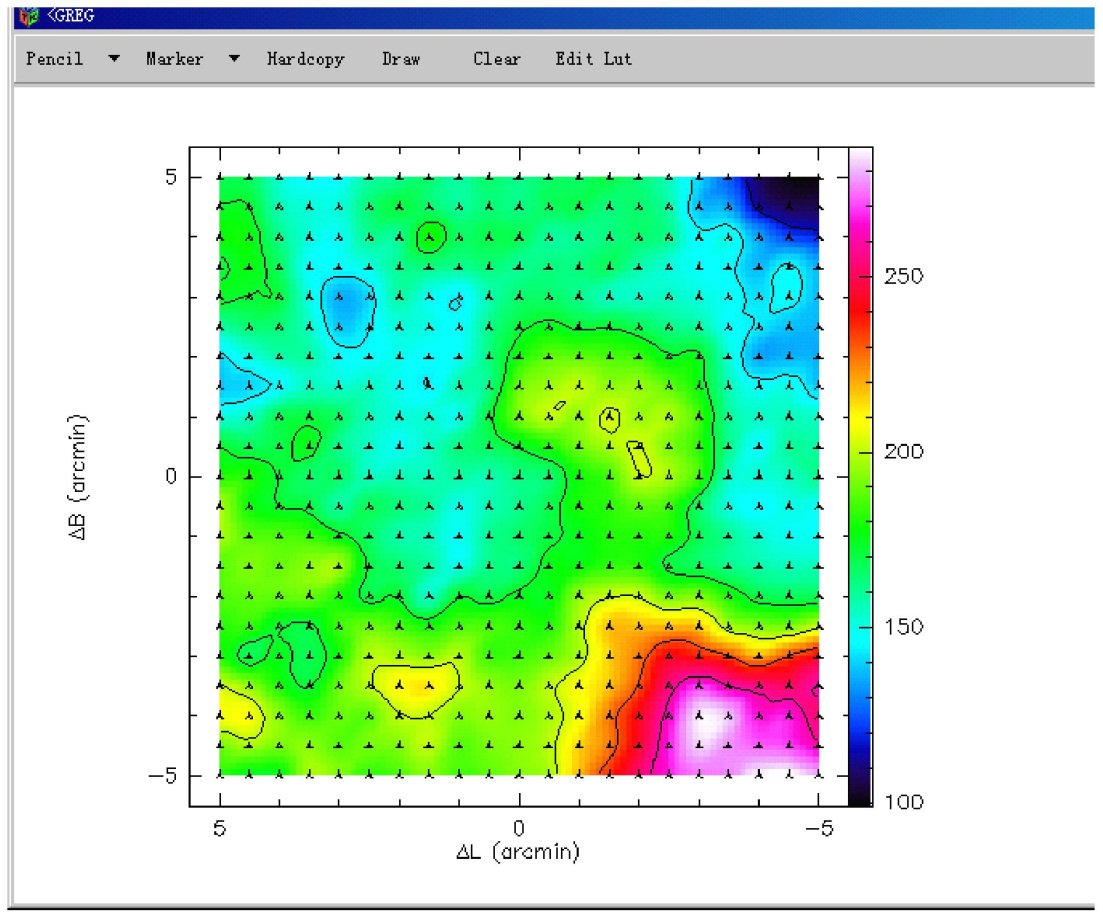 <GREG
Pencil Marker Hardcopy Draw Clear Edit Lut
5
0
−5
ΔB (arcmin)
5 0 −5
ΔL (arcmin)
250
200
150
100